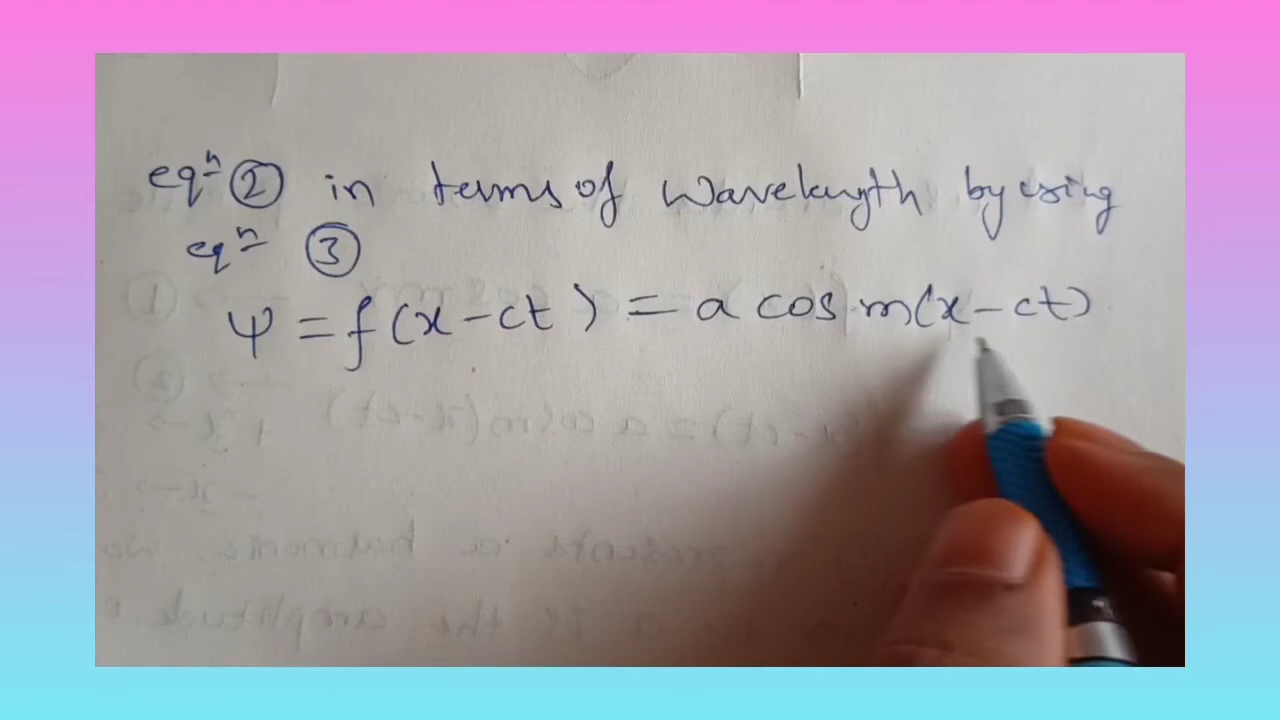 eqⁿ ② in terms of wavelength by using
eqⁿ ③
ψ = f(x-ct) = a cos m(x-ct)